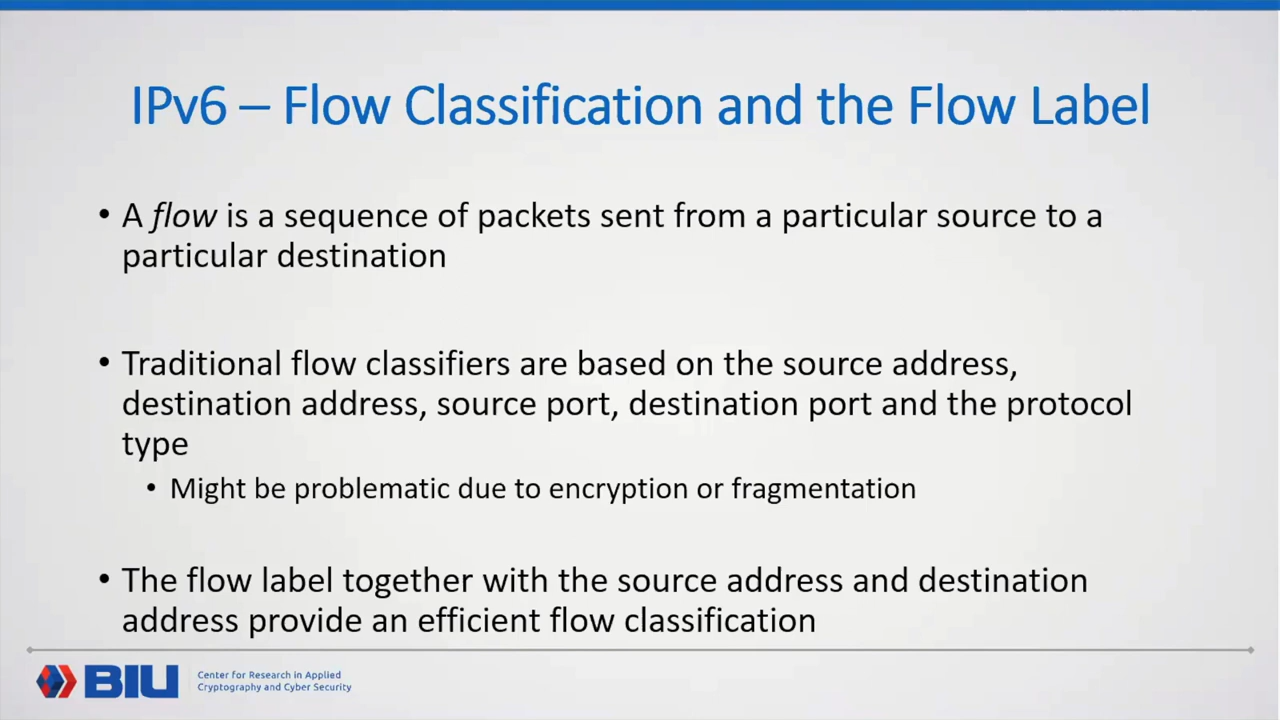 IPv6 – Flow Classification and the Flow Label
• A flow is a sequence of packets sent from a particular source to a
particular destination
• Traditional flow classifiers are based on the source address,
destination address, source port, destination port and the protocol
type
• Might be problematic due to encryption or fragmentation
• The flow label together with the source address and destination
address provide an efficient flow classification
BIU
Center for Research in Applied
Cryptography and Cyber Security